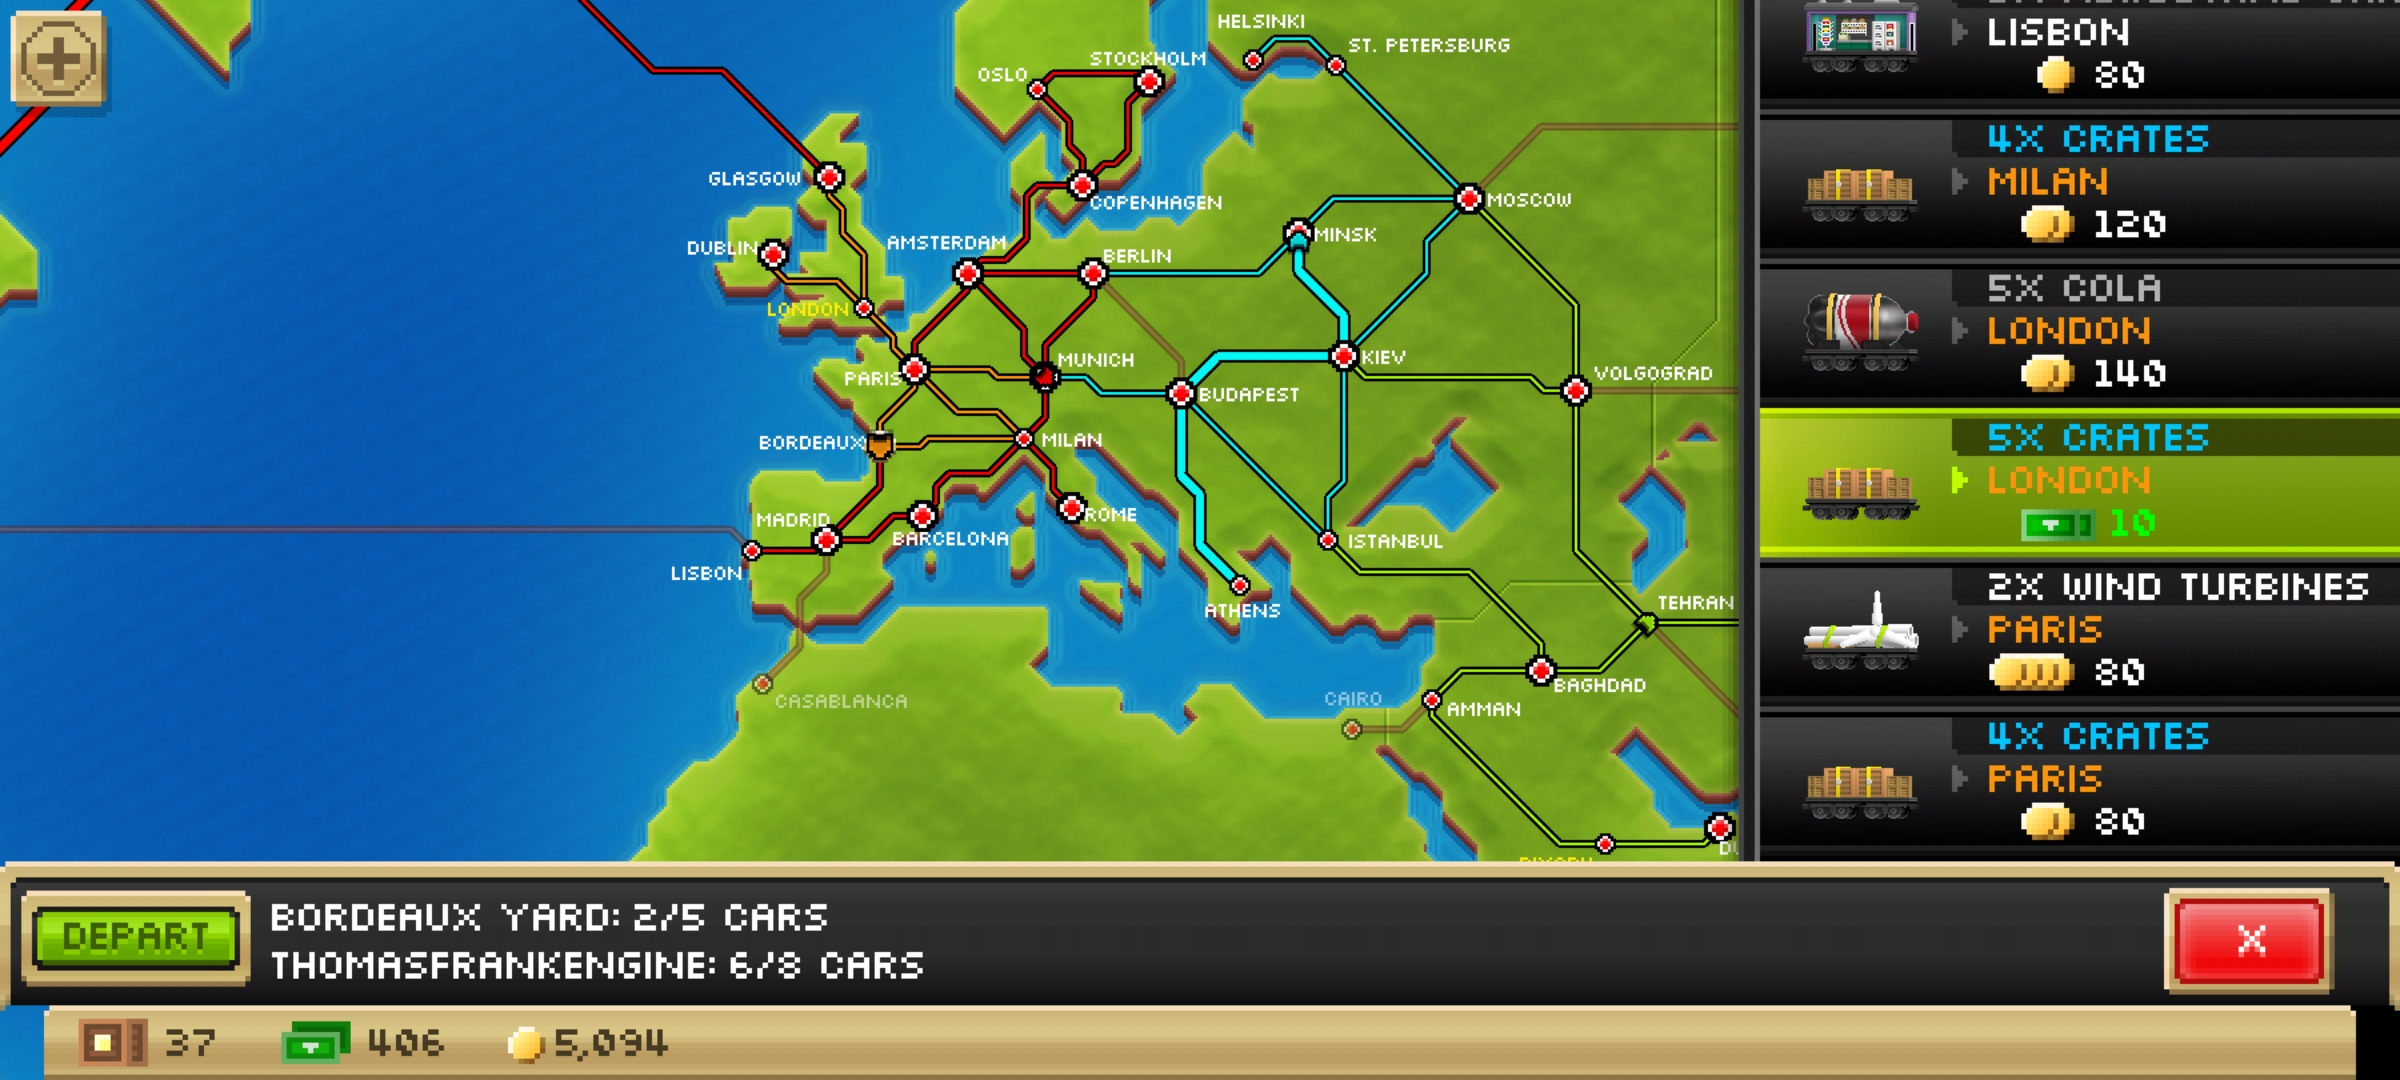 HELSINKI
ST. PETERSBURG
STOCKHOLM
OSLO
GLASGOW
COPENHAGEN
MOSCOW
DUBLIN
AMSTERDAM
BERLIN
MINSK
LONDON
PARIS
MUNICH
KIEV
BUDAPEST
VOLGOGRAD
BORDEAUX
MILAN
MADRID
BARCELONA
ROME
ISTANBUL
LISBON
ATHENS
TEHRAN
CASABLANCA
CAIRO
AMMAN
BAGHDAD
LISBON
80
4X CRATES
MILAN
120
5X COLA
LONDON
140
5X CRATES
LONDON
10
2X WIND TURBINES
PARIS
80
4X CRATES
PARIS
80
DEPART
BORDEAUX YARD: 2/5 CARS
THOMASFRANKENGINE: 6/8 CARS
X
37
406
5,094